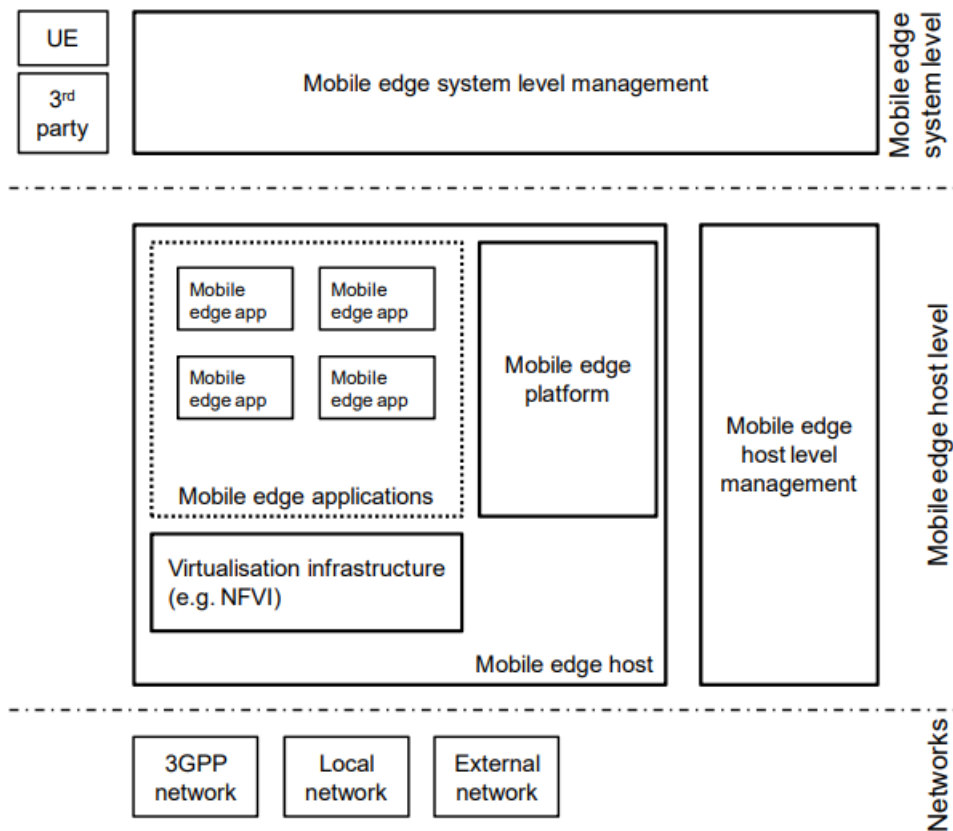 UE
3rd
party
Mobile edge system level management
Mobile edge
system level
Mobile
edge app
Mobile
edge app
Mobile
edge app
Mobile
edge app
Mobile edge applications
Mobile edge
platform
Virtualisation infrastructure
(e.g. NFVI)
Mobile edge host
Mobile edge
host level
management
Mobile edge host level
3GPP
network
Local
network
External
network
Networks